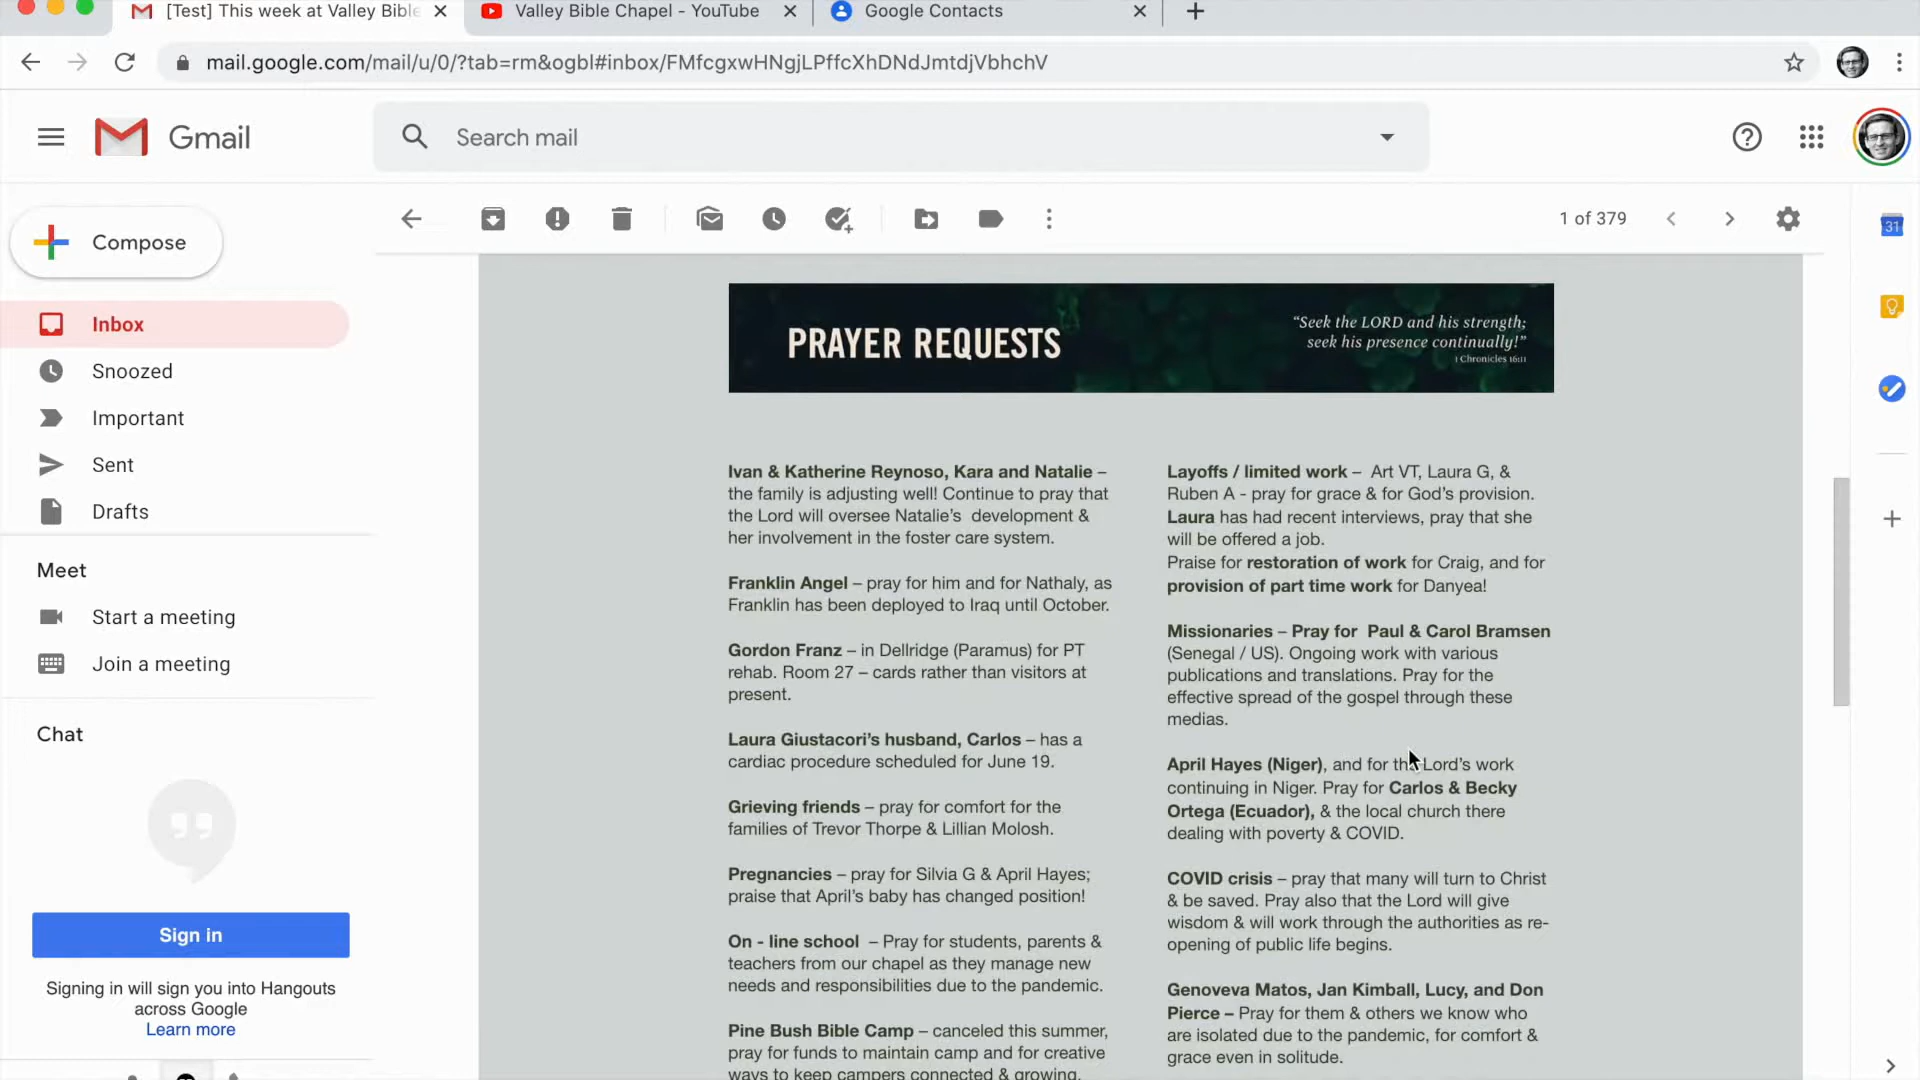 [Test] This week at Valley Bible
Valley Bible Chapel - YouTube
Google Contacts
mail.google.com/mail/u/0/?tab=rm&ogbl#inbox/FMfcgxwHNgjLPffcXhDNdJmtdjVbhchV
Gmail
Search mail
Compose
1 of 379
31
Inbox
Snoozed
Important
Sent
Drafts
Meet
Start a meeting
Join a meeting
Chat
Sign in
Signing in will sign you into Hangouts
across Google
Learn more
PRAYER REQUESTS
“Seek the LORD and his strength;
seek his presence continually!”
1 Chronicles 16:11
Ivan & Katherine Reynoso, Kara and Natalie –
the family is adjusting well! Continue to pray that
the Lord will oversee Natalie’s development &
her involvement in the foster care system.
Franklin Angel – pray for him and for Nathaly, as
Franklin has been deployed to Iraq until October.
Gordon Franz – in Dellridge (Paramus) for PT
rehab. Room 27 – cards rather than visitors at
present.
Laura Giustacori’s husband, Carlos – has a
cardiac procedure scheduled for June 19.
Grieving friends – pray for comfort for the
families of Trevor Thorpe & Lillian Molosh.
Pregnancies – pray for Silvia G & April Hayes;
praise that April’s baby has changed position!
On - line school – Pray for students, parents &
teachers from our chapel as they manage new
needs and responsibilities due to the pandemic.
Pine Bush Bible Camp – canceled this summer,
pray for funds to maintain camp and for creative
ways to keep campers connected & growing.
Layoffs / limited work – Art VT, Laura G, &
Ruben A - pray for grace & for God’s provision.
Laura has had recent interviews, pray that she
will be offered a job.
Praise for restoration of work for Craig, and for
provision of part time work for Danyea!
Missionaries – Pray for Paul & Carol Bramsen
(Senegal / US). Ongoing work with various
publications and translations. Pray for the
effective spread of the gospel through these
medias.
April Hayes (Niger), and for the Lord’s work
continuing in Niger. Pray for Carlos & Becky
Ortega (Ecuador), & the local church there
dealing with poverty & COVID.
COVID crisis – pray that many will turn to Christ
& be saved. Pray also that the Lord will give
wisdom & will work through the authorities as re-
opening of public life begins.
Genoveva Matos, Jan Kimball, Lucy, and Don
Pierce – Pray for them & others we know who
are isolated due to the pandemic, for comfort &
grace even in solitude.